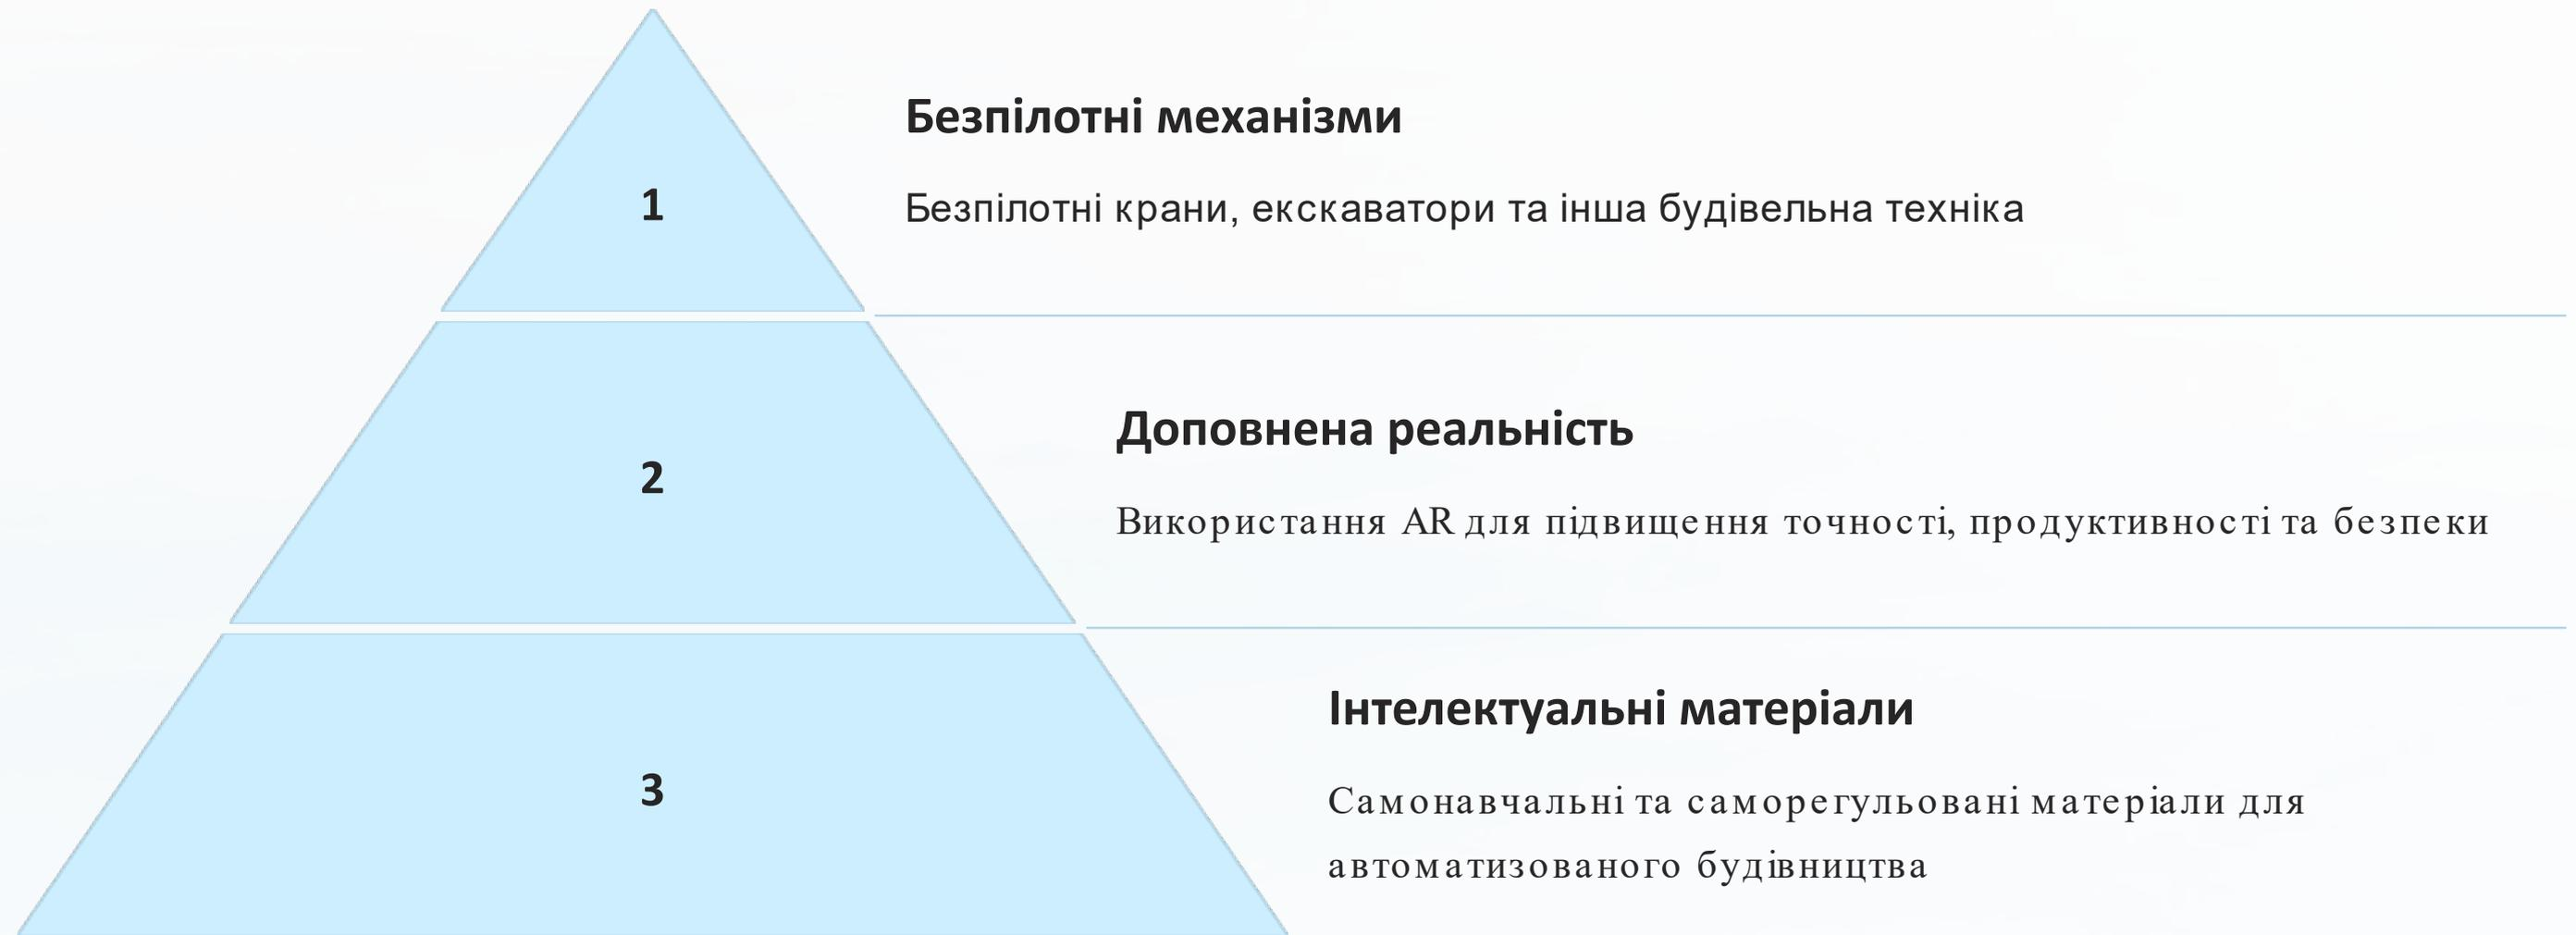 Безпілотні механізми
1
Безпілотні крани, екскаватори та інша будівельна техніка
Доповнена реальність
2
Використання AR для підвищення точності, продуктивності та безпеки
Інтелектуальні матеріали
3
Самонавчальні та саморегульовані матеріали для
автоматизованого будівництва